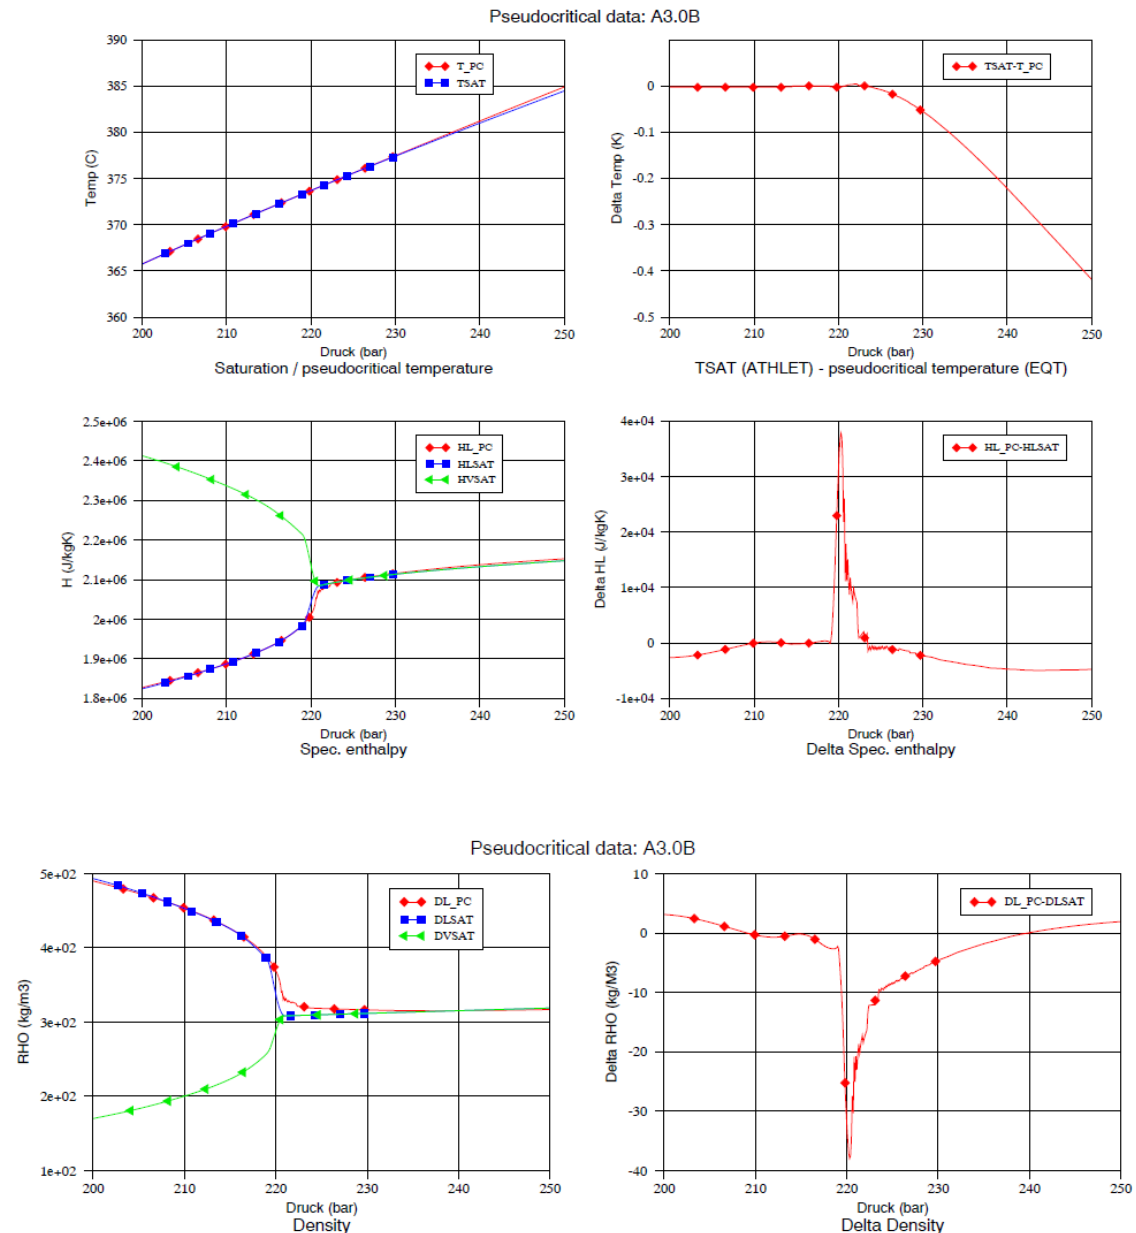 Pseudocritical data: A3.0B
390
385
380
375
370
365
360
Temp (C)
T_PC
TSAT
200
210
220
230
240
250
Druck (bar)
Saturation / pseudocritical temperature
0
-0.1
-0.2
-0.3
-0.4
-0.5
Delta Temp (K)
TSAT-T_PC
200
210
220
230
240
250
Druck (bar)
TSAT (ATHLET) - pseudocritical temperature (EQT)
2.5e+06
2.4e+06
2.3e+06
2.2e+06
2.1e+06
2e+06
1.9e+06
1.8e+06
H (J/kgK)
HL_PC
HLSAT
HVSAT
200
210
220
230
240
250
Druck (bar)
Spec. enthalpy
4e+04
3e+04
2e+04
1e+04
0
-1e+04
Delta HL (J/kgK)
HL_PC-HLSAT
200
210
220
230
240
250
Druck (bar)
Delta Spec. enthalpy
Pseudocritical data: A3.0B
5e+02
4e+02
3e+02
2e+02
1e+02
RHO (kg/m3)
DL_PC
DLSAT
DVSAT
200
210
220
230
240
250
Druck (bar)
Density
10
0
-10
-20
-30
-40
Delta RHO (kg/M3)
DL_PC-DLSAT
200
210
220
230
240
250
Druck (bar)
Delta Density